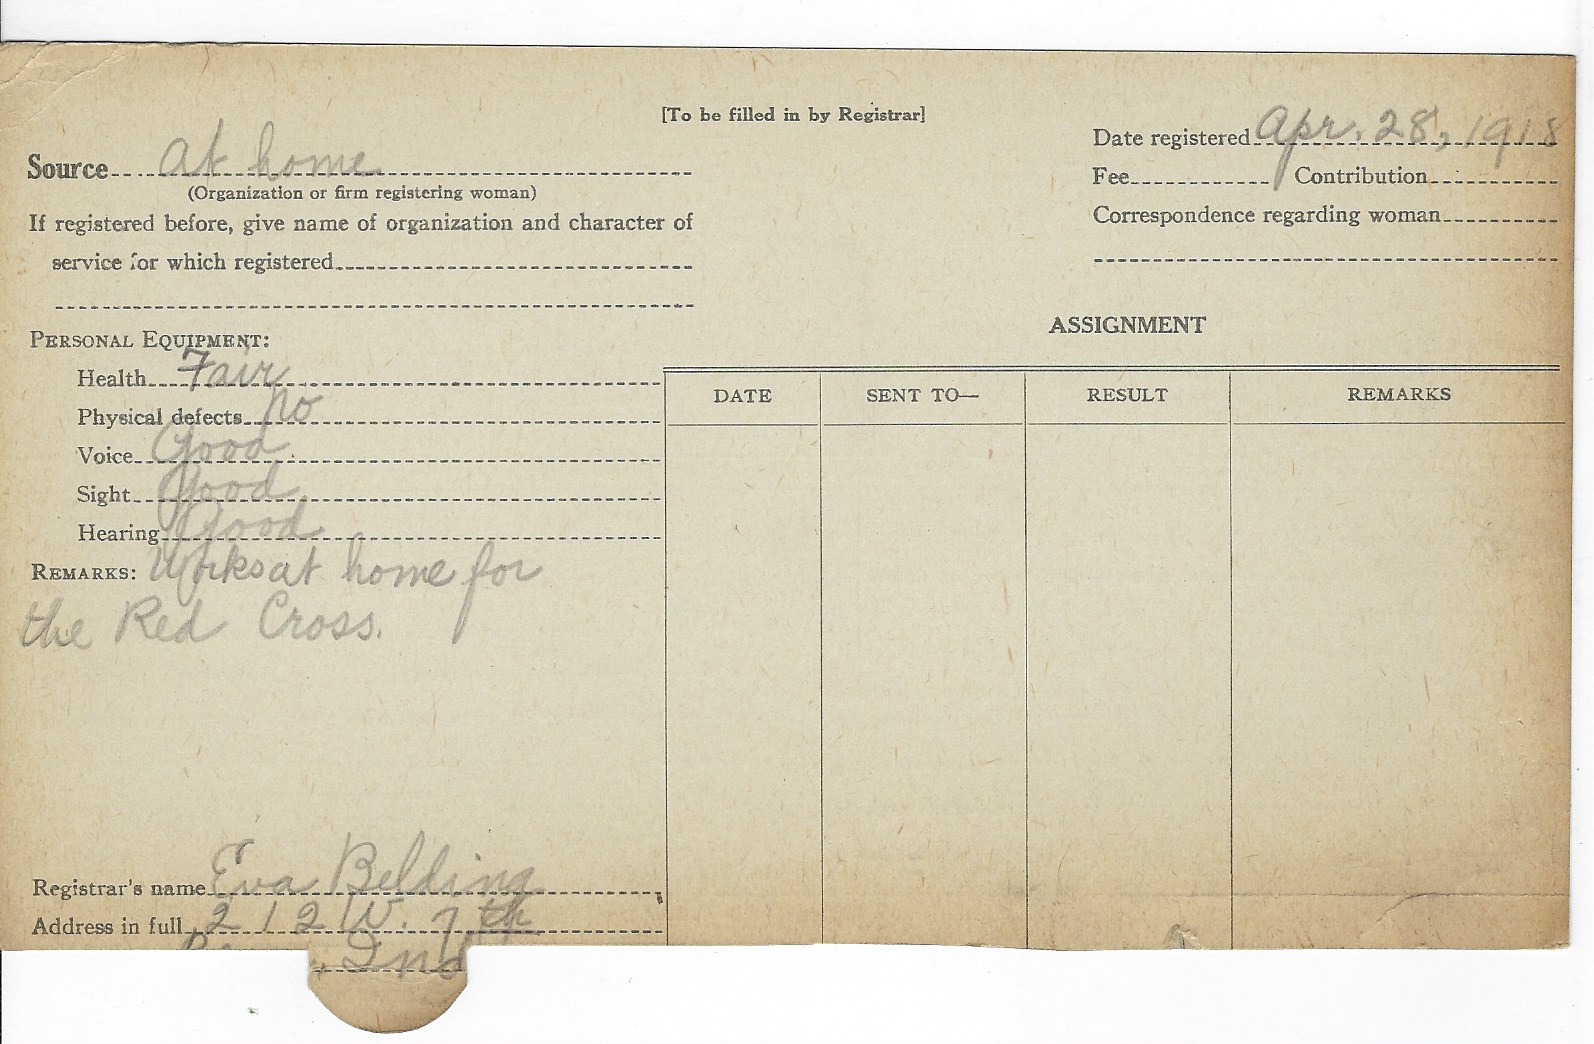 [To be filled in by Registrar]
Source At home
(Organization or firm registering woman)
If registered before, give name of organization and character of
service for which registered
PERSONAL EQUIPMENT:
Health Fair
Physical defects no
Voice Good
Sight Good
Hearing Good
REMARKS: Works at home for
the Red Cross.
Registrar's name Eva Belding
Address in full 212 W. 7th
Ind
Date registered Apr. 28, 1918
Fee Contribution
Correspondence regarding woman
ASSIGNMENT
DATE SENT TO— RESULT REMARKS